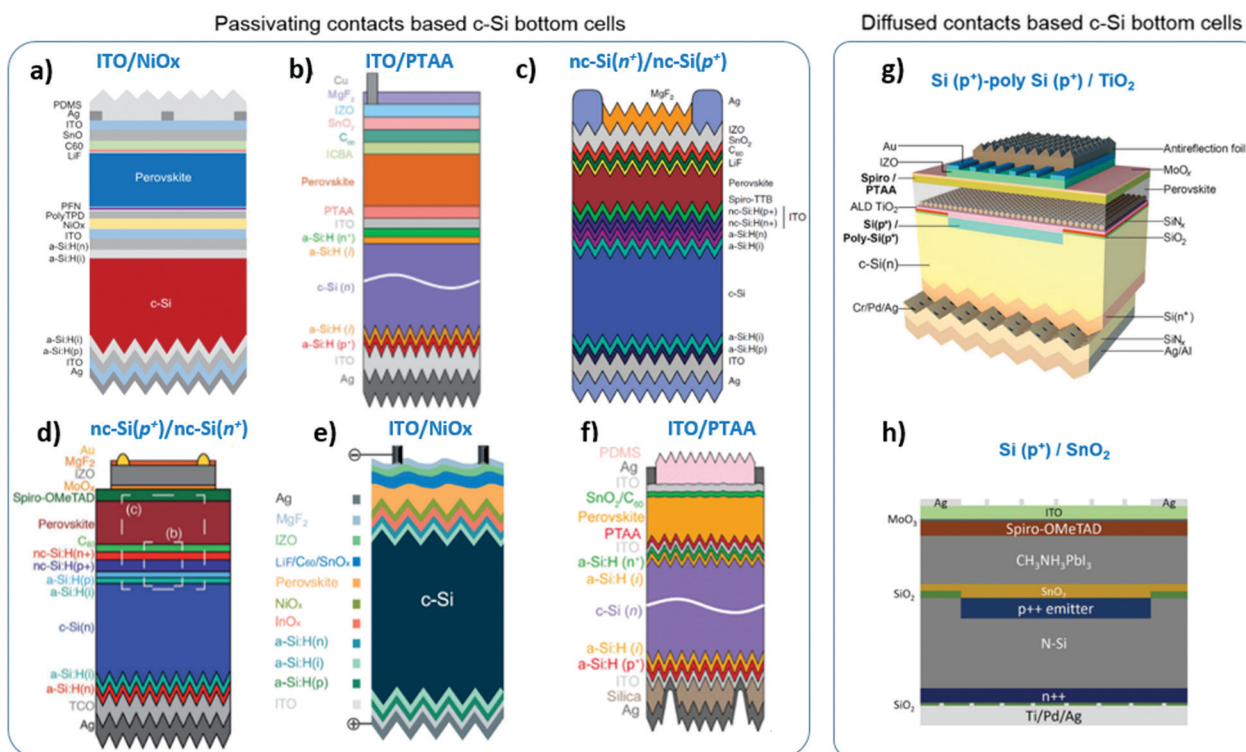 Passivating contacts based c-Si bottom cells
Diffused contacts based c-Si bottom cells
a)
ITO/NiOx
PDMS
Ag
ITO
SnO
C60
LiF
Perovskite
PFN
PolyTPD
NiOx
ITO
a-Si:H(n)
a-Si:H(i)
c-Si
a-Si:H(i)
a-Si:H(p)
ITO
Ag
b)
ITO/PTAA
Cu
MgF₂
IZO
SnO₂
C₆₀
ICBA
Perovskite
PTAA
ITO
a-Si:H (n⁺)
a-Si:H (i)
c-Si (n)
a-Si:H (i)
a-Si:H (p⁺)
ITO
Ag
c)
nc-Si(n⁺)/nc-Si(p⁺)
MgF₂
Ag
IZO
SnO₂
C₆₀
LiF
Perovskite
Spiro-TTB
nc-Si:H(p+)
nc-Si:H(n+)
ITO
a-Si:H(n)
a-Si:H(i)
c-Si
a-Si:H(i)
a-Si:H(p)
ITO
Ag
d)
nc-Si(p⁺)/nc-Si(n⁺)
Au
MgF₂
IZO
MoOₓ
Spiro-OMeTAD
(c)
Perovskite
(b)
C₆₀
nc-Si:H(n+)
nc-Si:H(p+)
a-Si:H(p)
a-Si:H(i)
c-Si(n)
a-Si:H(i)
a-Si:H(n)
TCO
Ag
e)
ITO/NiOx
⊖
Ag
MgF₂
IZO
LiF/C₆₀/SnOₓ
Perovskite
NiOₓ
InOₓ
a-Si:H(n)
a-Si:H(i)
a-Si:H(p)
ITO
c-Si
⊕
f)
ITO/PTAA
PDMS
Ag
ITO
SnO₂/C₆₀
Perovskite
PTAA
ITO
a-Si:H (n⁺)
a-Si:H (i)
c-Si (n)
a-Si:H (i)
a-Si:H (p⁺)
ITO
Silica
Ag
g)
Si (p⁺)-poly Si (p⁺) / TiO₂
Au
IZO
Spiro /
PTAA
ALD TiO₂
Si(p⁺) /
Poly-Si(p⁺)
c-Si(n)
Cr/Pd/Ag
Antireflection foil
MoOₓ
Perovskite
SiNₓ
SiO₂
Si(n⁺)
SiNₓ
Ag/Al
h)
Si (p⁺) / SnO₂
Ag
Ag
ITO
MoO₃
Spiro-OMeTAD
CH₃NH₃PbI₃
SnO₂
SiO₂
p++ emitter
N-Si
n++
SiO₂
Ti/Pd/Ag